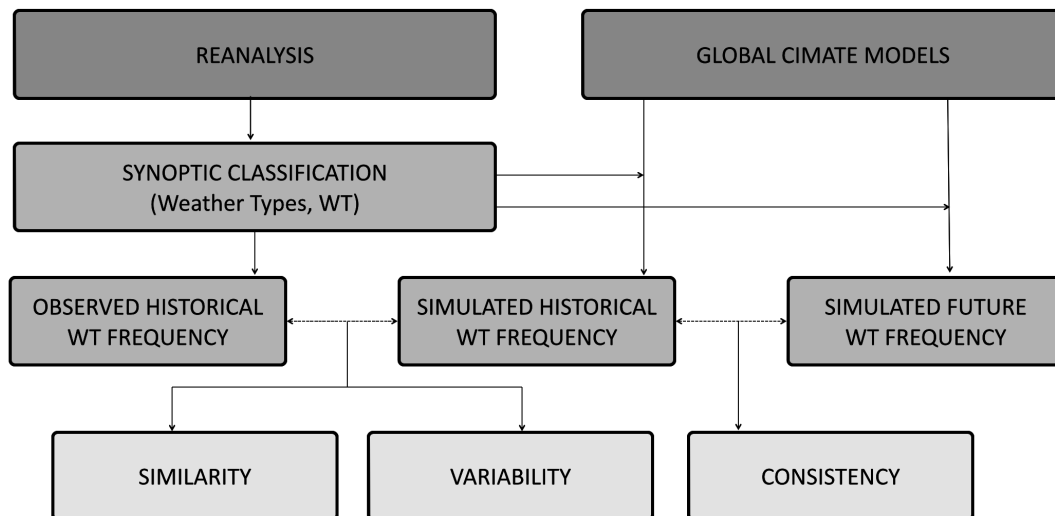 REANALYSIS
GLOBAL CIMATE MODELS
SYNOPTIC CLASSIFICATION
(Weather Types, WT)
OBSERVED HISTORICAL
WT FREQUENCY
SIMULATED HISTORICAL
WT FREQUENCY
SIMULATED FUTURE
WT FREQUENCY
SIMILARITY
VARIABILITY
CONSISTENCY